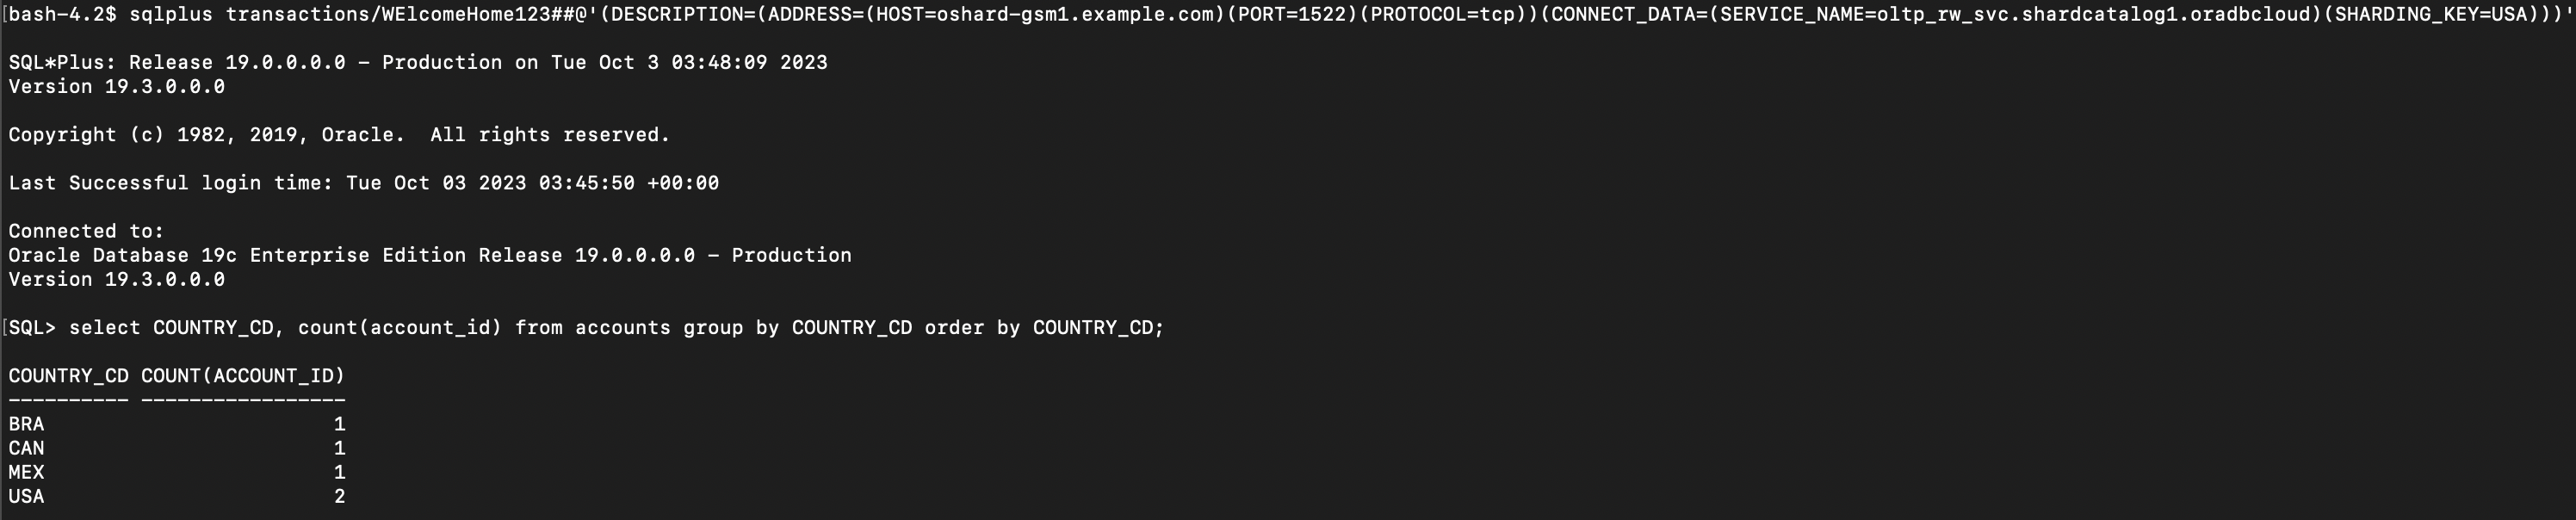 [bash-4.2$ sqlplus transactions/WElcomeHome123##@'(DESCRIPTION=(ADDRESS=(HOST=oshard-gsm1.example.com)(PORT=1522)(PROTOCOL=tcp))(CONNECT_DATA=(SERVICE_NAME=oltp_rw_svc.shardcatalog1.oradbcloud)(SHARDING_KEY=USA)))'
SQL*Plus: Release 19.0.0.0.0 - Production on Tue Oct 3 03:48:09 2023
Version 19.3.0.0.0
Copyright (c) 1982, 2019, Oracle.  All rights reserved.
Last Successful login time: Tue Oct 03 2023 03:45:50 +00:00
Connected to:
Oracle Database 19c Enterprise Edition Release 19.0.0.0.0 - Production
Version 19.3.0.0.0
[SQL> select COUNTRY_CD, count(account_id) from accounts group by COUNTRY_CD order by COUNTRY_CD;
COUNTRY_CD COUNT(ACCOUNT_ID)
---------- -----------------
BRA                        1
CAN                        1
MEX                        1
USA                        2